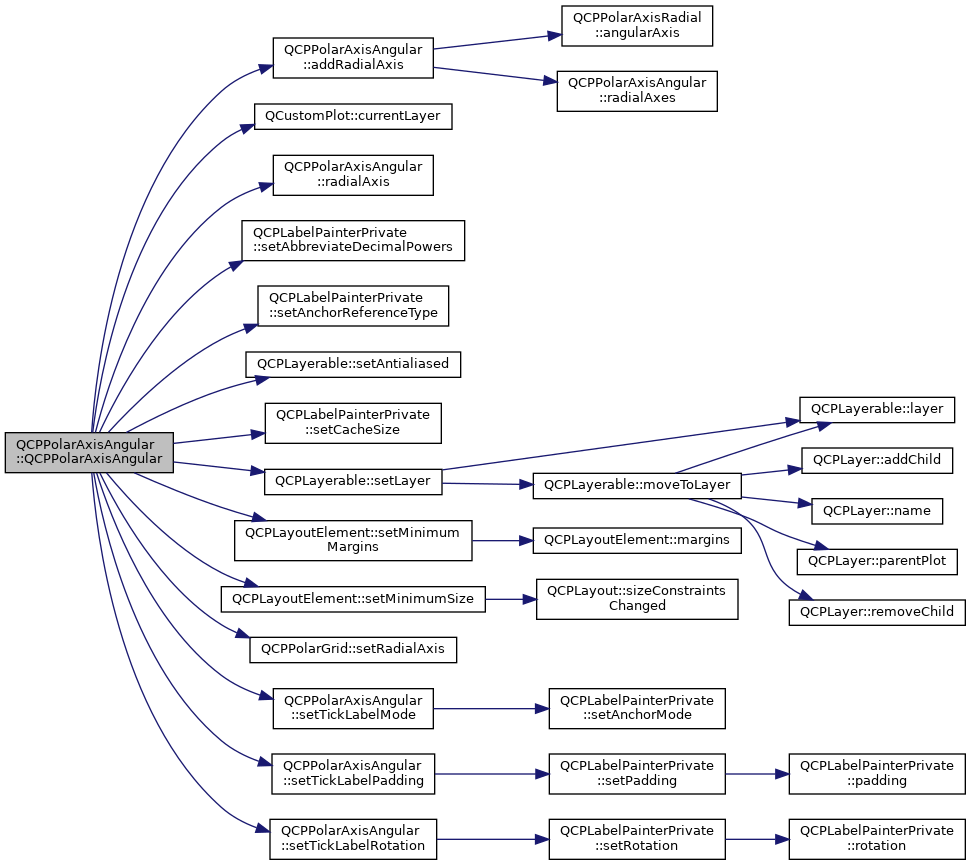 QCPPolarAxisAngular
::QCPPolarAxisAngular
QCPPolarAxisAngular
::addRadialAxis
QCPPolarAxisRadial
::angularAxis
QCPPolarAxisAngular
::radialAxes
QCustomPlot::currentLayer
QCPPolarAxisAngular
::radialAxis
QCPLabelPainterPrivate
::setAbbreviateDecimalPowers
QCPLabelPainterPrivate
::setAnchorReferenceType
QCPLayerable::setAntialiased
QCPLabelPainterPrivate
::setCacheSize
QCPLayerable::setLayer
QCPLayerable::layer
QCPLayerable::moveToLayer
QCPLayer::addChild
QCPLayer::name
QCPLayer::parentPlot
QCPLayer::removeChild
QCPLayoutElement::setMinimum
Margins
QCPLayoutElement::margins
QCPLayoutElement::setMinimumSize
QCPLayout::sizeConstraints
Changed
QCPPolarGrid::setRadialAxis
QCPPolarAxisAngular
::setTickLabelMode
QCPLabelPainterPrivate
::setAnchorMode
QCPPolarAxisAngular
::setTickLabelPadding
QCPLabelPainterPrivate
::setPadding
QCPLabelPainterPrivate
::padding
QCPPolarAxisAngular
::setTickLabelRotation
QCPLabelPainterPrivate
::setRotation
QCPLabelPainterPrivate
::rotation